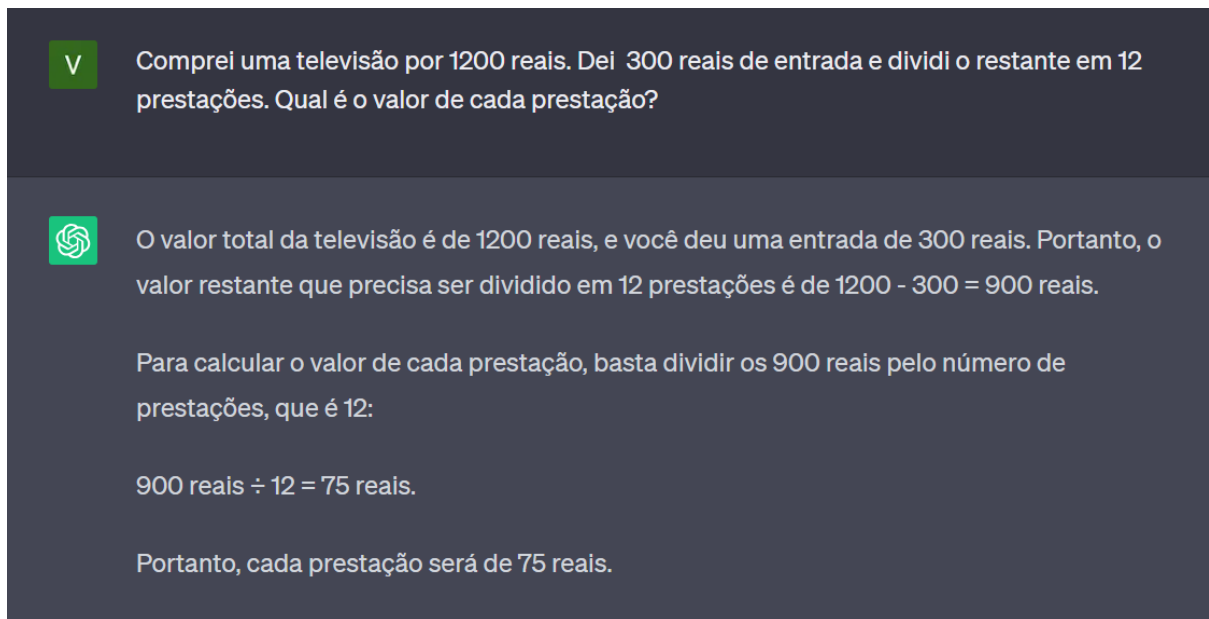 V
Comprei uma televisão por 1200 reais. Dei 300 reais de entrada e dividi o restante em 12
prestações. Qual é o valor de cada prestação?
O valor total da televisão é de 1200 reais, e você deu uma entrada de 300 reais. Portanto, o
valor restante que precisa ser dividido em 12 prestações é de 1200 - 300 = 900 reais.
Para calcular o valor de cada prestação, basta dividir os 900 reais pelo número de
prestações, que é 12:
900 reais ÷ 12 = 75 reais.
Portanto, cada prestação será de 75 reais.